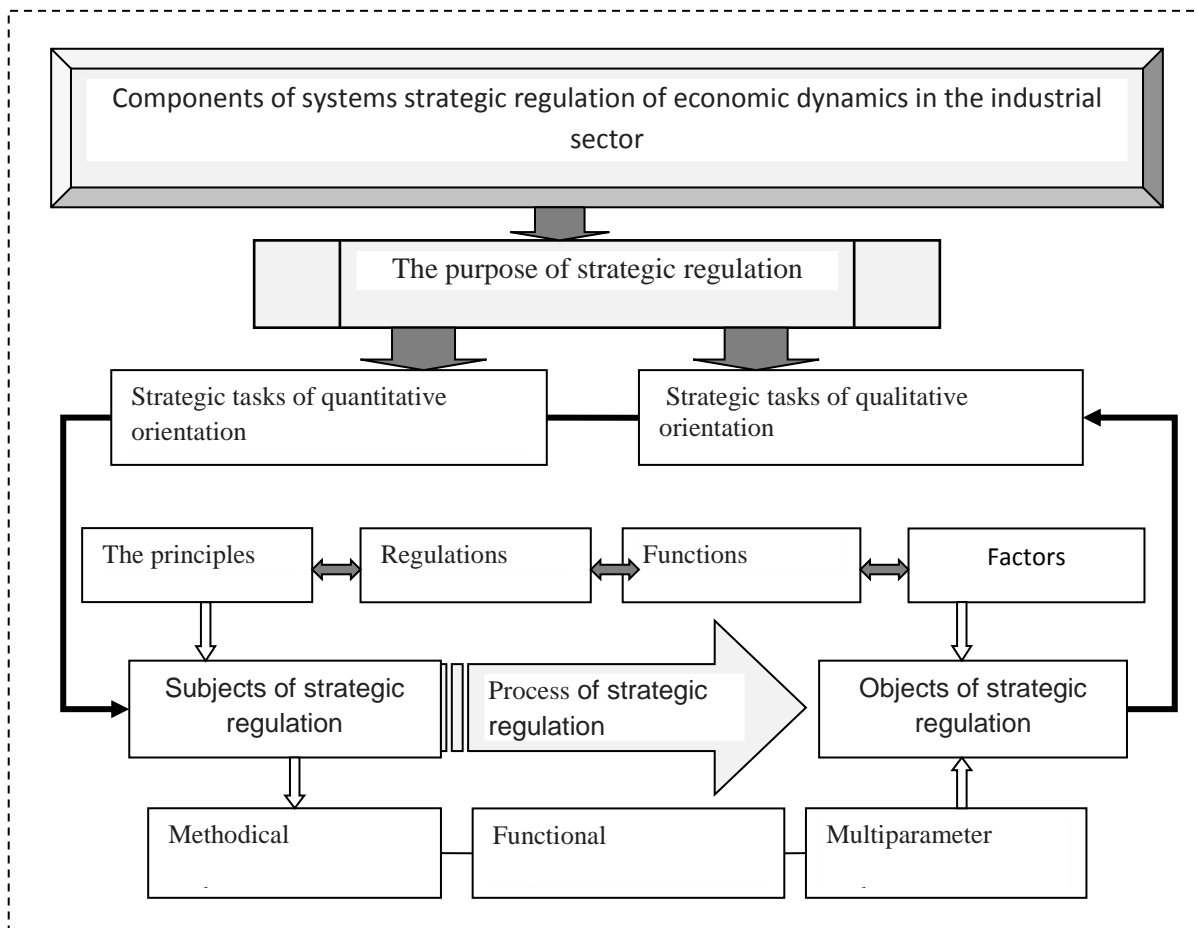 Components of systems strategic regulation of economic dynamics in the industrial
sector
The purpose of strategic regulation
Strategic tasks of quantitative
orientation
Strategic tasks of qualitative
orientation
The principles
Regulations
Functions
Factors
Subjects of strategic
regulation
Process of strategic
regulation
Objects of strategic
regulation
Methodical
Functional
Multiparameter